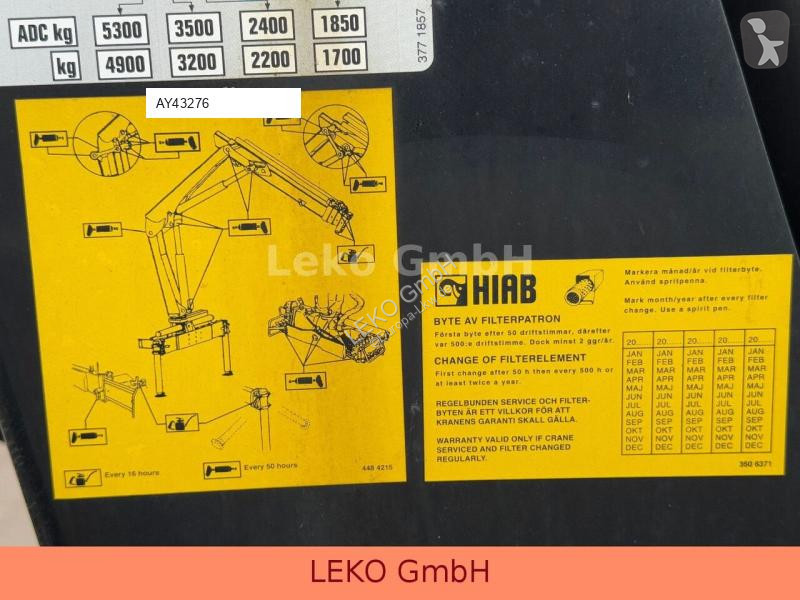 ADC kg 5300 3500 2400 1850
kg 4900 3200 2200 1700
377 1857
AY43276
Every 16 hours
Every 50 hours
448 4215
Leko GmbH
LEKO GmbH
HIAB
Markera månad/år vid filterbyte.
Använd spritpenna.
Mark month/year after every filter
change. Use a spirit pen.
BYTE AV FILTERPATRON
Första byte efter 50 driftstimmar, därefter
var 500:e driftstimme. Dock minst 2 ggr/år.
CHANGE OF FILTERELEMENT
First change after 50 h then every 500 h or
at least twice a year.
REGELBUNDEN SERVICE OCH FILTER-
BYTEN ÄR ETT VILLKOR FÖR ATT
KRANENS GARANTI SKALL GÄLLA.
WARRANTY VALID ONLY IF CRANE
SERVICED AND FILTER CHANGED
REGULARLY.
20..... 20..... 20..... 20..... 20.....
JAN JAN JAN JAN JAN
FEB FEB FEB FEB FEB
MAR MAR MAR MAR MAR
APR APR APR APR APR
MAJ MAJ MAJ MAJ MAJ
JUN JUN JUN JUN JUN
JUL JUL JUL JUL JUL
AUG AUG AUG AUG AUG
SEP SEP SEP SEP SEP
OKT OKT OKT OKT OKT
NOV NOV NOV NOV NOV
DEC DEC DEC DEC DEC
350 6371
LEKO GmbH